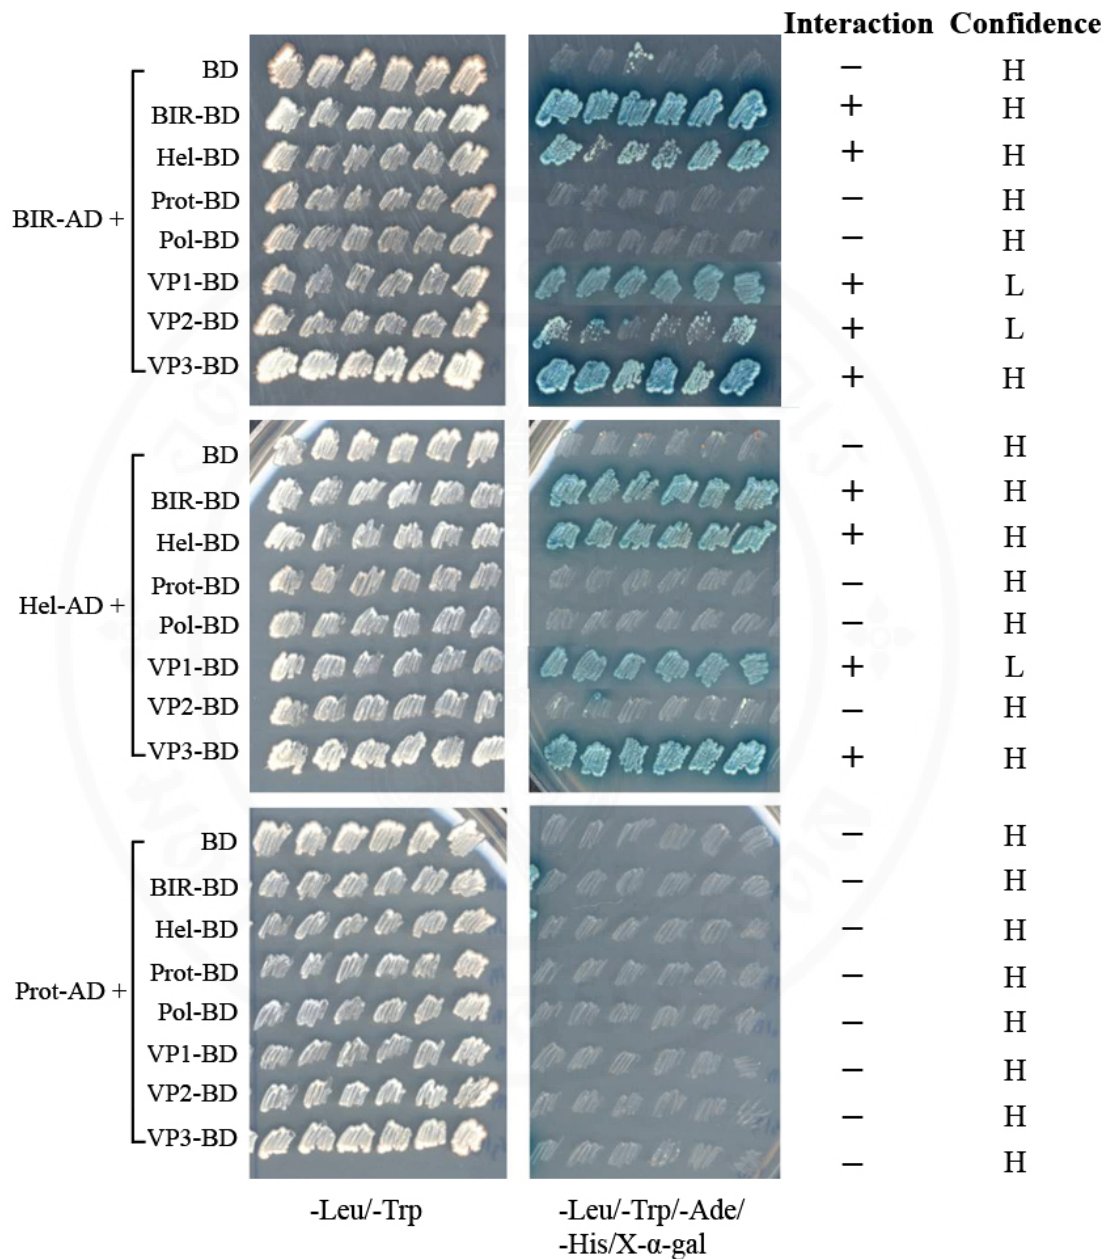 Interaction Confidence
BIR-AD +
BD − H
BIR-BD + H
Hel-BD + H
Prot-BD − H
Pol-BD − H
VP1-BD + L
VP2-BD + L
VP3-BD + H
Hel-AD +
BD − H
BIR-BD + H
Hel-BD + H
Prot-BD − H
Pol-BD − H
VP1-BD + L
VP2-BD − H
VP3-BD + H
Prot-AD +
BD − H
BIR-BD − H
Hel-BD − H
Prot-BD − H
Pol-BD − H
VP1-BD − H
VP2-BD − H
VP3-BD − H
-Leu/-Trp
-Leu/-Trp/-Ade/
-His/X-α-gal